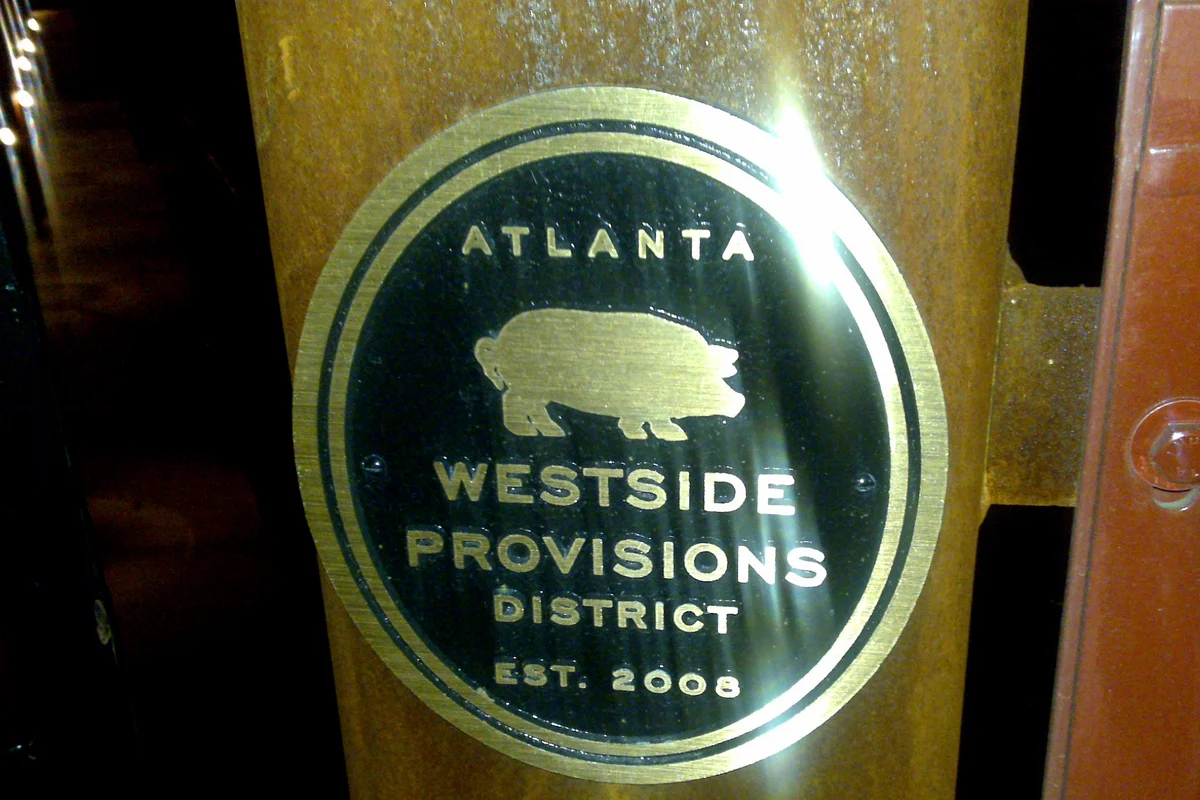 ATLANTA
WESTSIDE
PROVISIONS
DISTRICT
EST. 2008